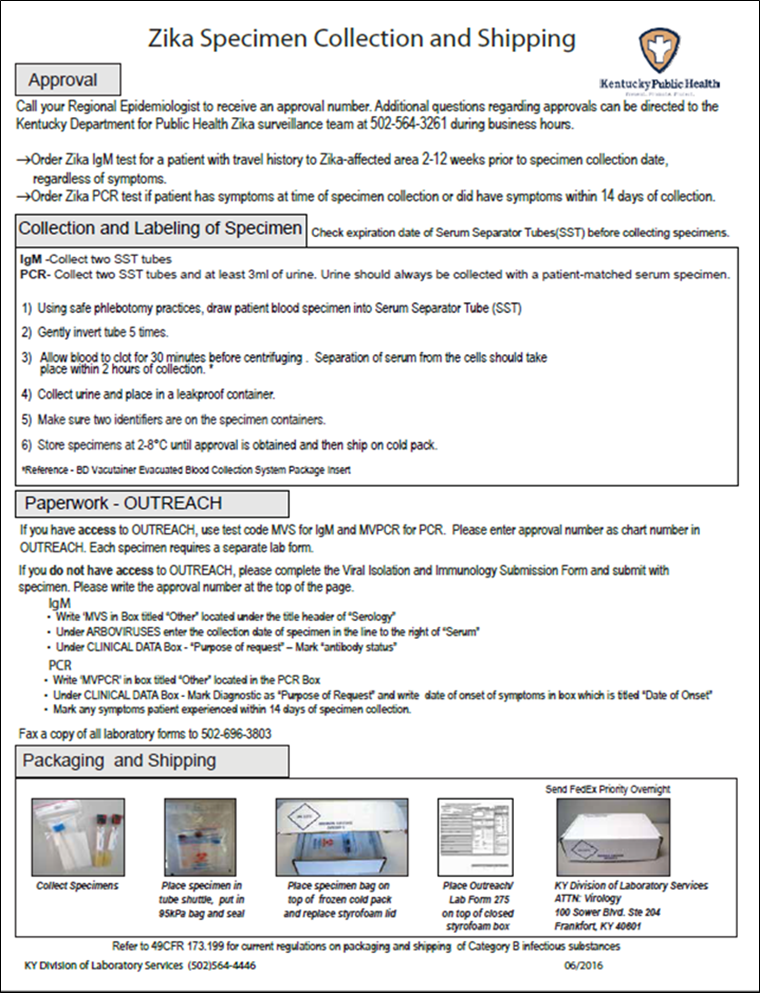 Zika Specimen Collection and Shipping
KentuckyPublicHealth
Approval
Call your Regional Epidemiologist to receive an approval number. Additional questions regarding approvals can be directed to the
Kentucky Department for Public Health Zika surveillance team at 502-564-3261 during business hours.
→Order Zika IgM test for a patient with travel history to Zika-affected area 2-12 weeks prior to specimen collection date,
regardless of symptoms.
→Order Zika PCR test if patient has symptoms at time of specimen collection or did have symptoms within 14 days of collection.
Collection and Labeling of Specimen
Check expiration date of Serum Separator Tubes(SST) before collecting specimens.
IgM -Collect two SST tubes
PCR- Collect two SST tubes and at least 3ml of urine. Urine should always be collected with a patient-matched serum specimen.
1) Using safe phlebotomy practices, draw patient blood specimen into Serum Separator Tube (SST)
2) Gently invert tube 5 times.
3) Allow blood to clot for 30 minutes before centrifuging . Separation of serum from the cells should take
place within 2 hours of collection. *
4) Collect urine and place in a leakproof container.
5) Make sure two identifiers are on the specimen containers.
6) Store specimens at 2-8°C until approval is obtained and then ship on cold pack.
*Reference - BD Vacutainer Evacuated Blood Collection System Package Insert
Paperwork - OUTREACH
If you have access to OUTREACH, use test code MVS for IgM and MVPCR for PCR. Please enter approval number as chart number in
OUTREACH. Each specimen requires a separate lab form.
If you do not have access to OUTREACH, please complete the Viral Isolation and Immunology Submission Form and submit with
specimen. Please write the approval number at the top of the page.
IgM
• Write 'MVS in Box titled "Other" located under the title header of "Serology"
• Under ARBOVIRUSES enter the collection date of specimen in the line to the right of "Serum"
• Under CLINICAL DATA Box - "Purpose of request" – Mark "antibody status"
PCR
• Write 'MVPCR' in box titled "Other" located in the PCR Box
• Under CLINICAL DATA Box - Mark Diagnostic as "Purpose of Request" and write date of onset of symptoms in box which is titled "Date of Onset"
• Mark any symptoms patient experienced within 14 days of specimen collection.
Fax a copy of all laboratory forms to 502-696-3803
Packaging and Shipping
Send FedEx Priority Overnight
Collect Specimens
Place specimen in
tube shuttle, put in
95kPa bag and seal
Place specimen bag on
top of frozen cold pack
and replace styrofoam lid
Place Outreach/
Lab Form 275
on top of closed
styrofoam box
KY Division of Laboratory Services
ATTN: Virology
100 Sower Blvd. Ste 204
Frankfort, KY 40601
Refer to 49CFR 173.199 for current regulations on packaging and shipping of Category B infectious substances
KY Division of Laboratory Services (502)564-4446
06/2016